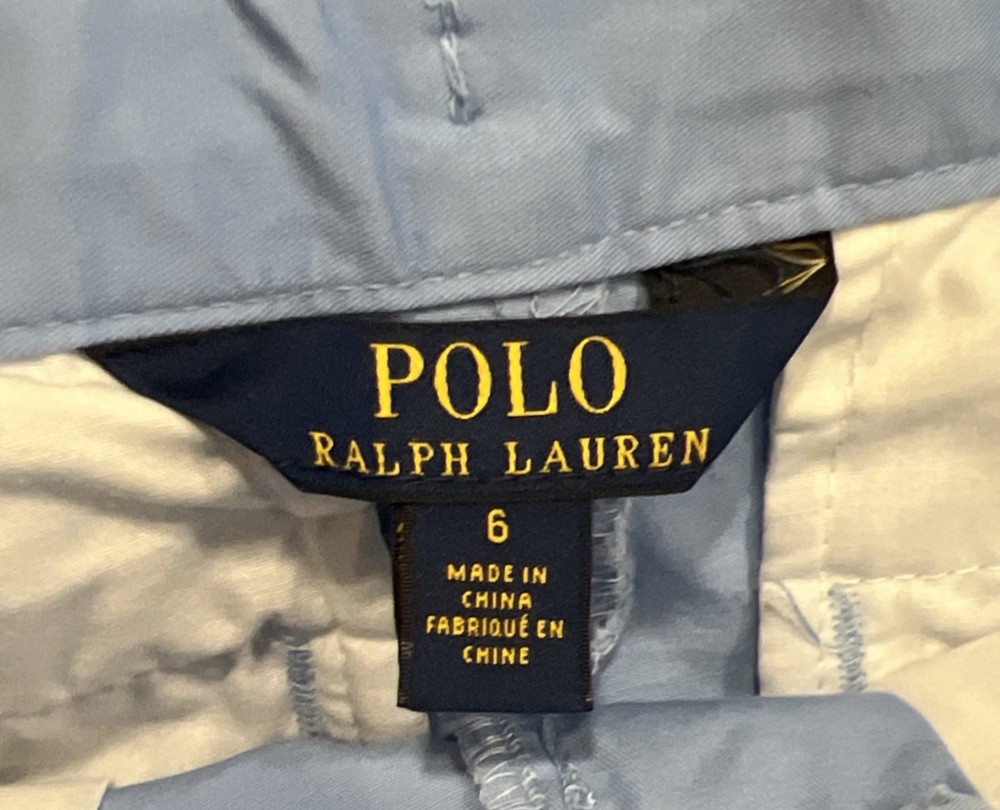 POLO
RALPH LAUREN
6
MADE IN
CHINA
FABRIQUÉ EN
CHINE